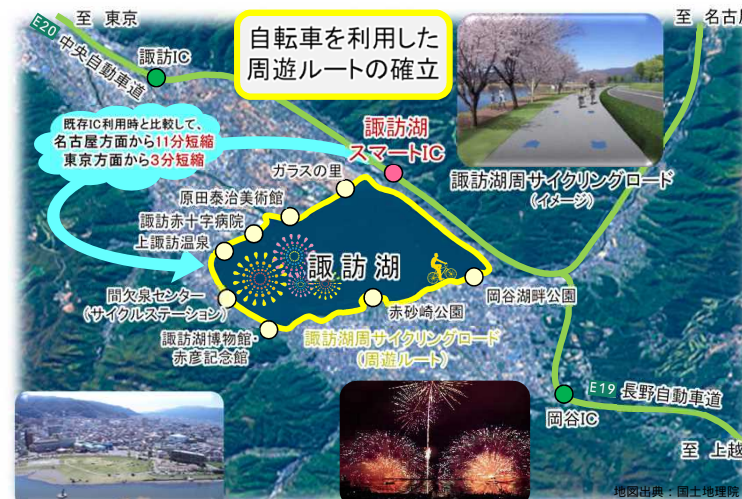 至 東京
E20
中央自動車道
諏訪IC
自転車を利用した
周遊ルートの確立
至 名古屋
既存IC利用時と比較して、
名古屋方面から11分短縮
東京方面から3分短縮
諏訪湖
スマートIC
諏訪湖周サイクリングロード
(イメージ)
ガラスの里
原田泰治美術館
諏訪赤十字病院
上諏訪温泉
諏訪湖
間欠泉センター
(サイクルステーション)
諏訪湖博物館・
赤彦記念館
赤砂崎公園
岡谷湖畔公園
諏訪湖周サイクリングロード
(周遊ルート)
E19 長野自動車道
岡谷IC
至 上越
地図出典:国土地理院